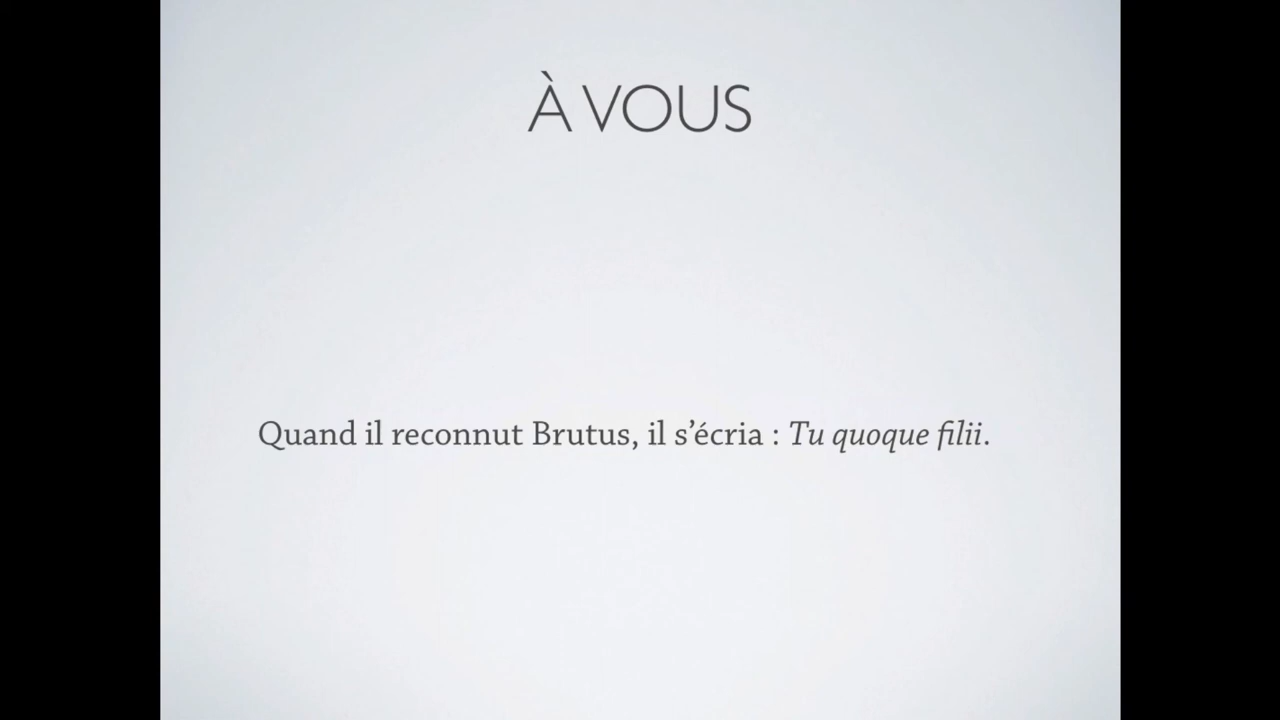 À VOUS
Quand il reconnut Brutus, il s’écria : Tu quoque filii.